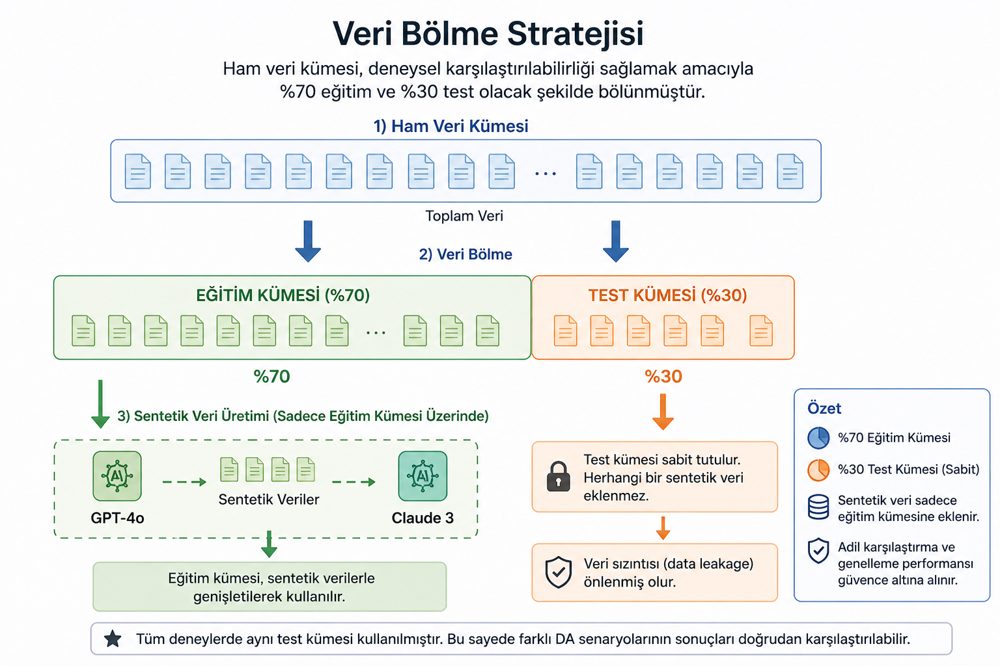 Veri Bölme Stratejisi
Ham veri kümesi, deneysel karşılaştırılabilirliği sağlamak amacıyla
%70 eğitim ve %30 test olacak şekilde bölünmüştür.
1) Ham Veri Kümesi
...
Toplam Veri
2) Veri Bölme
EĞİTİM KÜMESİ (%70)
...
%70
TEST KÜMESİ (%30)
%30
3) Sentetik Veri Üretimi (Sadece Eğitim Kümesi Üzerinde)
AI
GPT-4o
Sentetik Veriler
AI
Claude 3
Eğitim kümesi, sentetik verilerle
genişletilerek kullanılır.
Test kümesi sabit tutulur.
Herhangi bir sentetik veri
eklenmez.
Veri sızıntısı (data leakage)
önlenmiş olur.
Özet
%70 Eğitim Kümesi
%30 Test Kümesi (Sabit)
Sentetik veri sadece
eğitim kümesine eklenir.
Adil karşılaştırma ve
genelleme performansı
güvence altına alınır.
Tüm deneylerde aynı test kümesi kullanılmıştır. Bu sayede farklı DA senaryolarının sonuçları doğrudan karşılaştırılabilir.